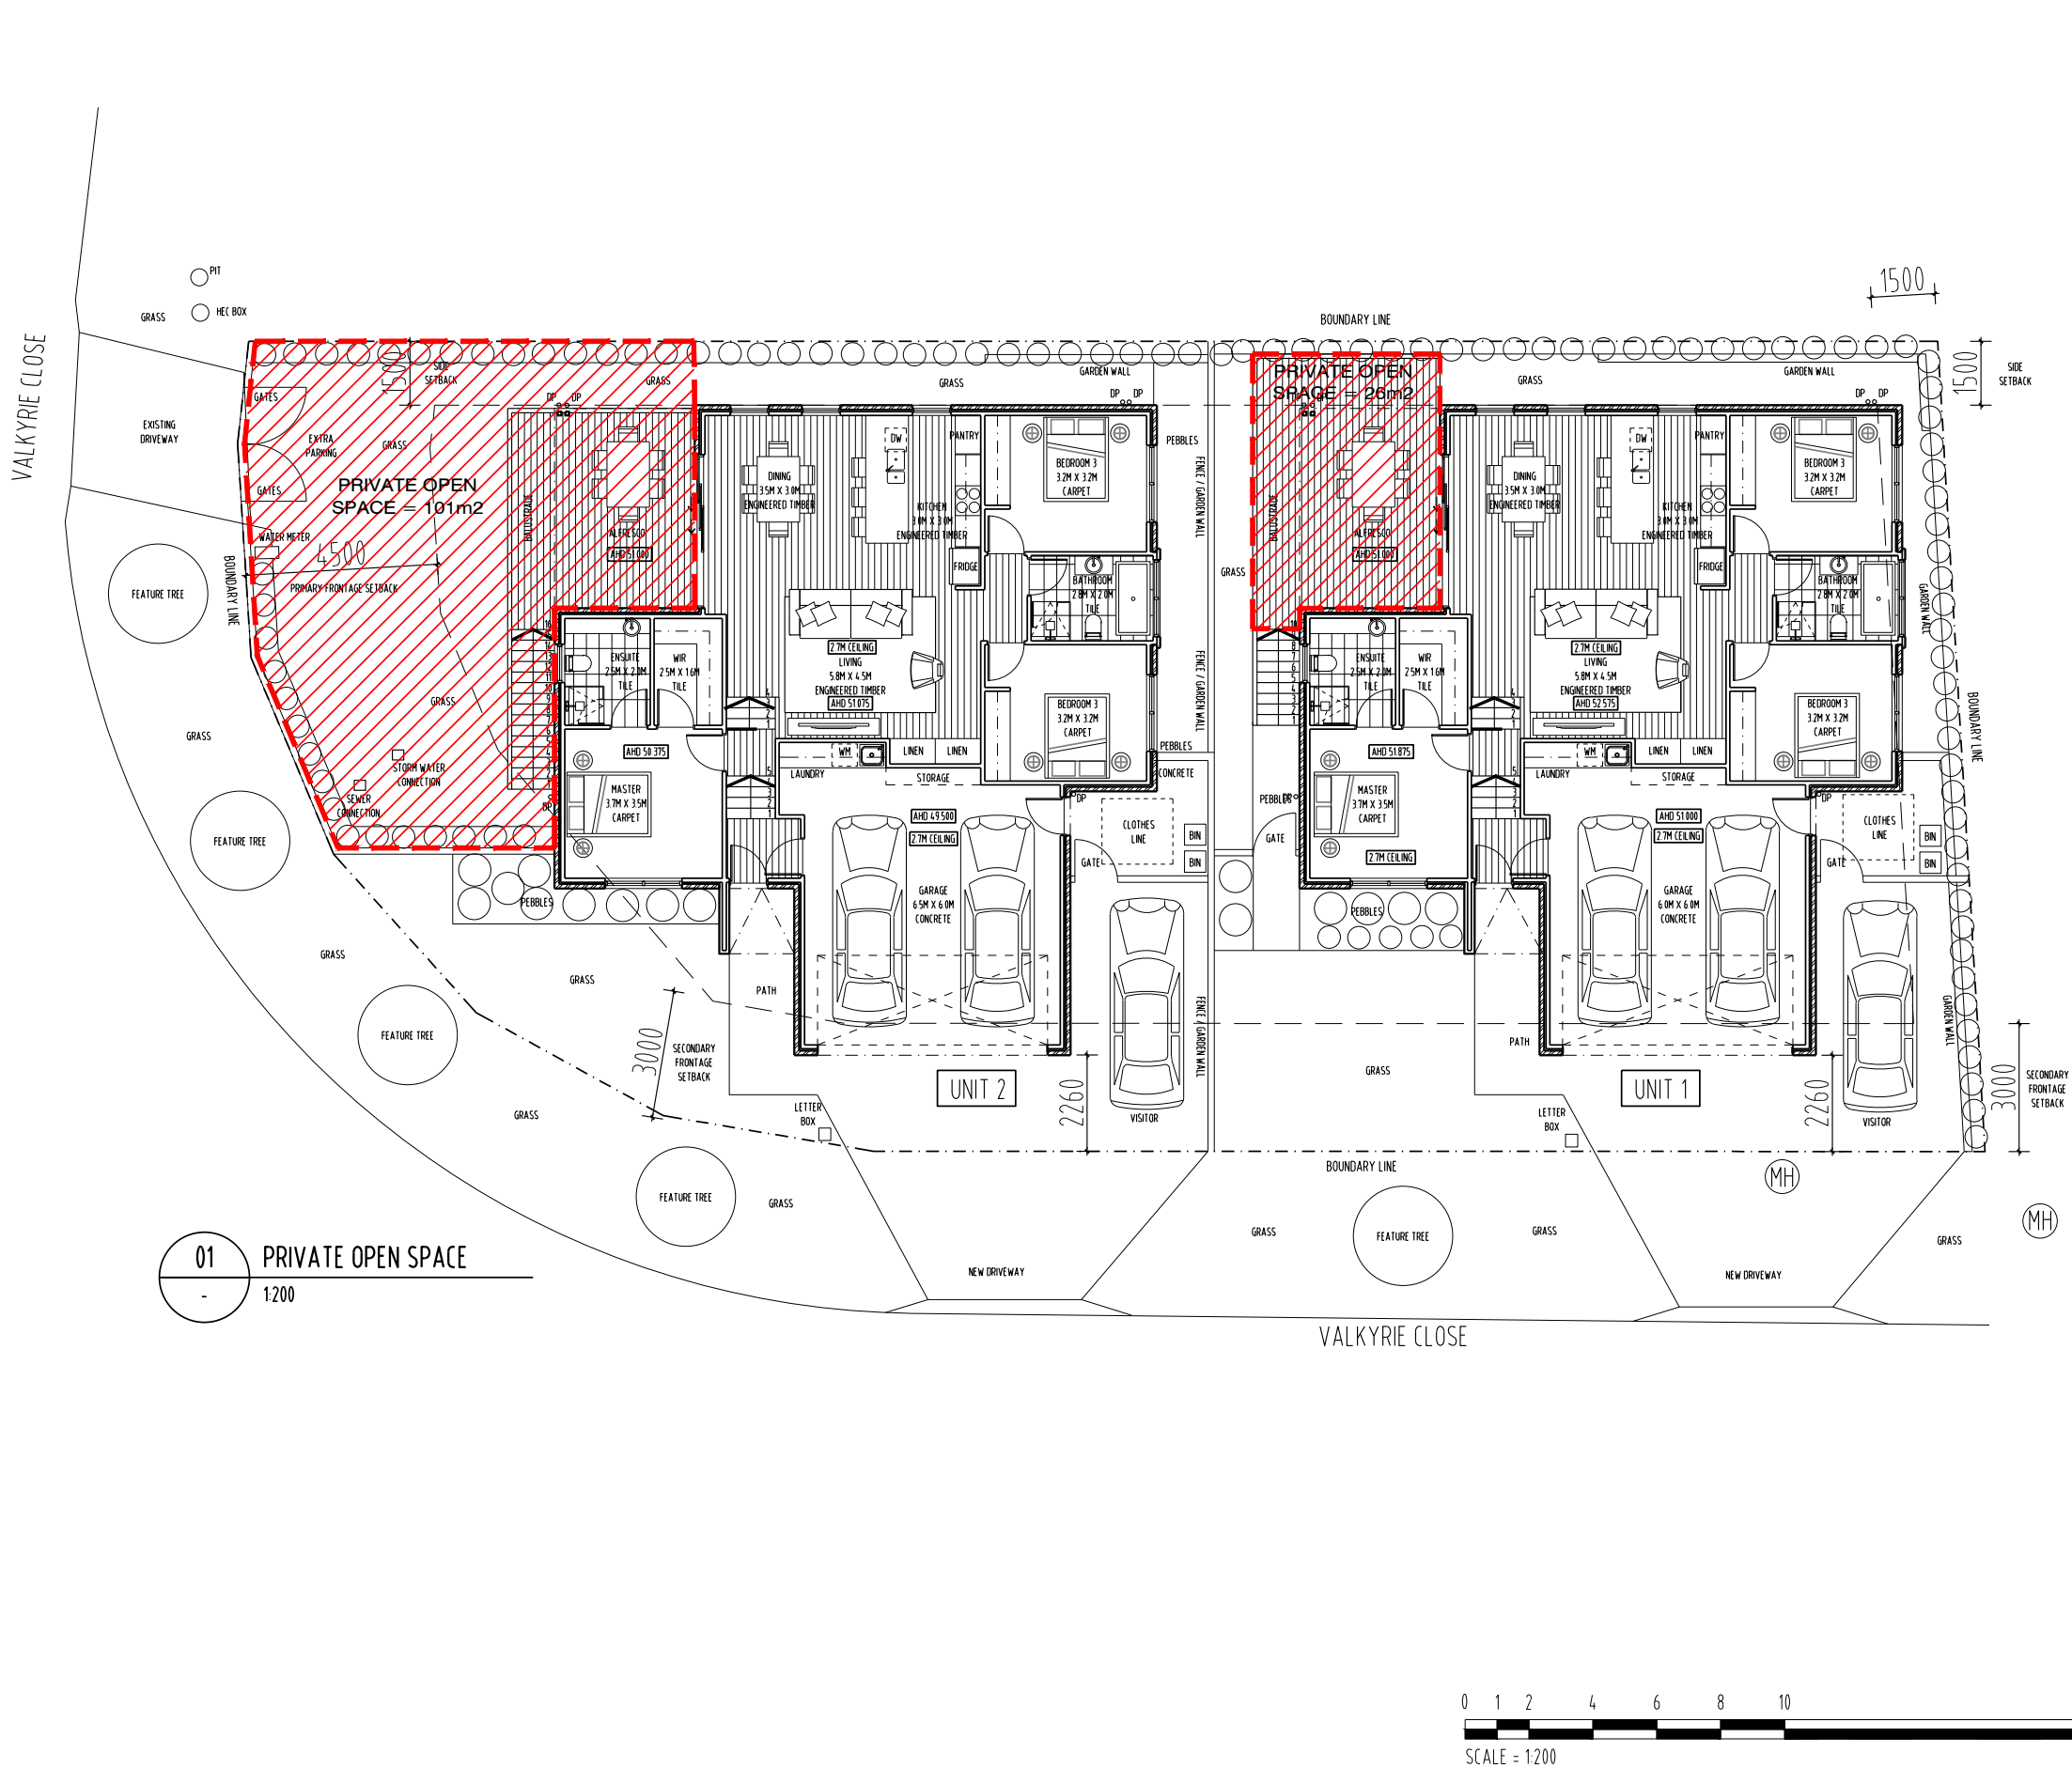 PIT
HEC BOX
GRASS
VALKYRIE CLOSE
EXISTING
DRIVEWAY
GATES
EXTRA
PARKING
GRASS
GATES
WATER METER
4500
PRIMARY FRONTAGE SETBACK
BOUNDARY LINE
1500
SIDE
SETBACK
GRASS
DP
DP
PRIVATE OPEN
SPACE = 101m2
BALUSTRADE
ALFRESCO
AHD 51.000
GRASS
STORM WATER
CONNECTION
SEWER
CONNECTION
DP
FEATURE TREE
GRASS
FEATURE TREE
GRASS
FEATURE TREE
GRASS
FEATURE TREE
GRASS
GRASS
PEBBLES
3000
SECONDARY
FRONTAGE
SETBACK
DINING
3.5M X 3.0M
ENGINEERED TIMBER
DW
PANTRY
KITCHEN
3.0M X 3.0M
ENGINEERED TIMBER
FRIDGE
BEDROOM 3
3.2M X 3.2M
CARPET
BATHROOM
2.8M X 2.0M
TILE
ENSUITE
2.5M X 2.0M
TILE
WIR
2.5M X 1.6M
TILE
2.7M CEILING
LIVING
5.8M X 4.5M
ENGINEERED TIMBER
AHD 51.075
BEDROOM 3
3.2M X 3.2M
CARPET
AHD 50.375
WM
LINEN
LINEN
LAUNDRY
STORAGE
MASTER
3.7M X 3.5M
CARPET
AHD 49.500
2.7M CEILING
GARAGE
6.5M X 6.0M
CONCRETE
DP
CLOTHES
LINE
BIN
BIN
GATE
PATH
UNIT 2
2260
VISITOR
LETTER
BOX
NEW DRIVEWAY
GRASS
GARDEN WALL
DP
DP
PEBBLES
FENCE / GARDEN WALL
FENCE / GARDEN WALL
PEBBLES
CONCRETE
FENCE / GARDEN WALL
BOUNDARY LINE
PRIVATE OPEN
SPACE = 26m2
GRASS
BALUSTRADE
ALFRESCO
AHD 51.000
GRASS
GARDEN WALL
DP
DP
1500
1500
SIDE
SETBACK
DINING
3.5M X 3.0M
ENGINEERED TIMBER
DW
PANTRY
KITCHEN
3.0M X 3.0M
ENGINEERED TIMBER
FRIDGE
BEDROOM 3
3.2M X 3.2M
CARPET
BATHROOM
2.8M X 2.0M
TILE
GARDEN WALL
ENSUITE
2.5M X 2.0M
TILE
WIR
2.5M X 1.6M
TILE
2.7M CEILING
LIVING
5.8M X 4.5M
ENGINEERED TIMBER
AHD 52.575
BEDROOM 3
3.2M X 3.2M
CARPET
BOUNDARY LINE
AHD 51.875
WM
LINEN
LINEN
LAUNDRY
STORAGE
PEBBLES
GATE
MASTER
3.7M X 3.5M
CARPET
2.7M CEILING
PEBBLES
AHD 51.000
2.7M CEILING
GARAGE
6.0M X 6.0M
CONCRETE
DP
CLOTHES
LINE
BIN
BIN
GATE
GARDEN WALL
PATH
GRASS
UNIT 1
2260
VISITOR
3000
SECONDARY
FRONTAGE
SETBACK
LETTER
BOX
BOUNDARY LINE
MH
MH
GRASS
FEATURE TREE
GRASS
NEW DRIVEWAY
GRASS
VALKYRIE CLOSE
01
PRIVATE OPEN SPACE
-
1:200
0 1 2 4 6 8 10
SCALE = 1:200